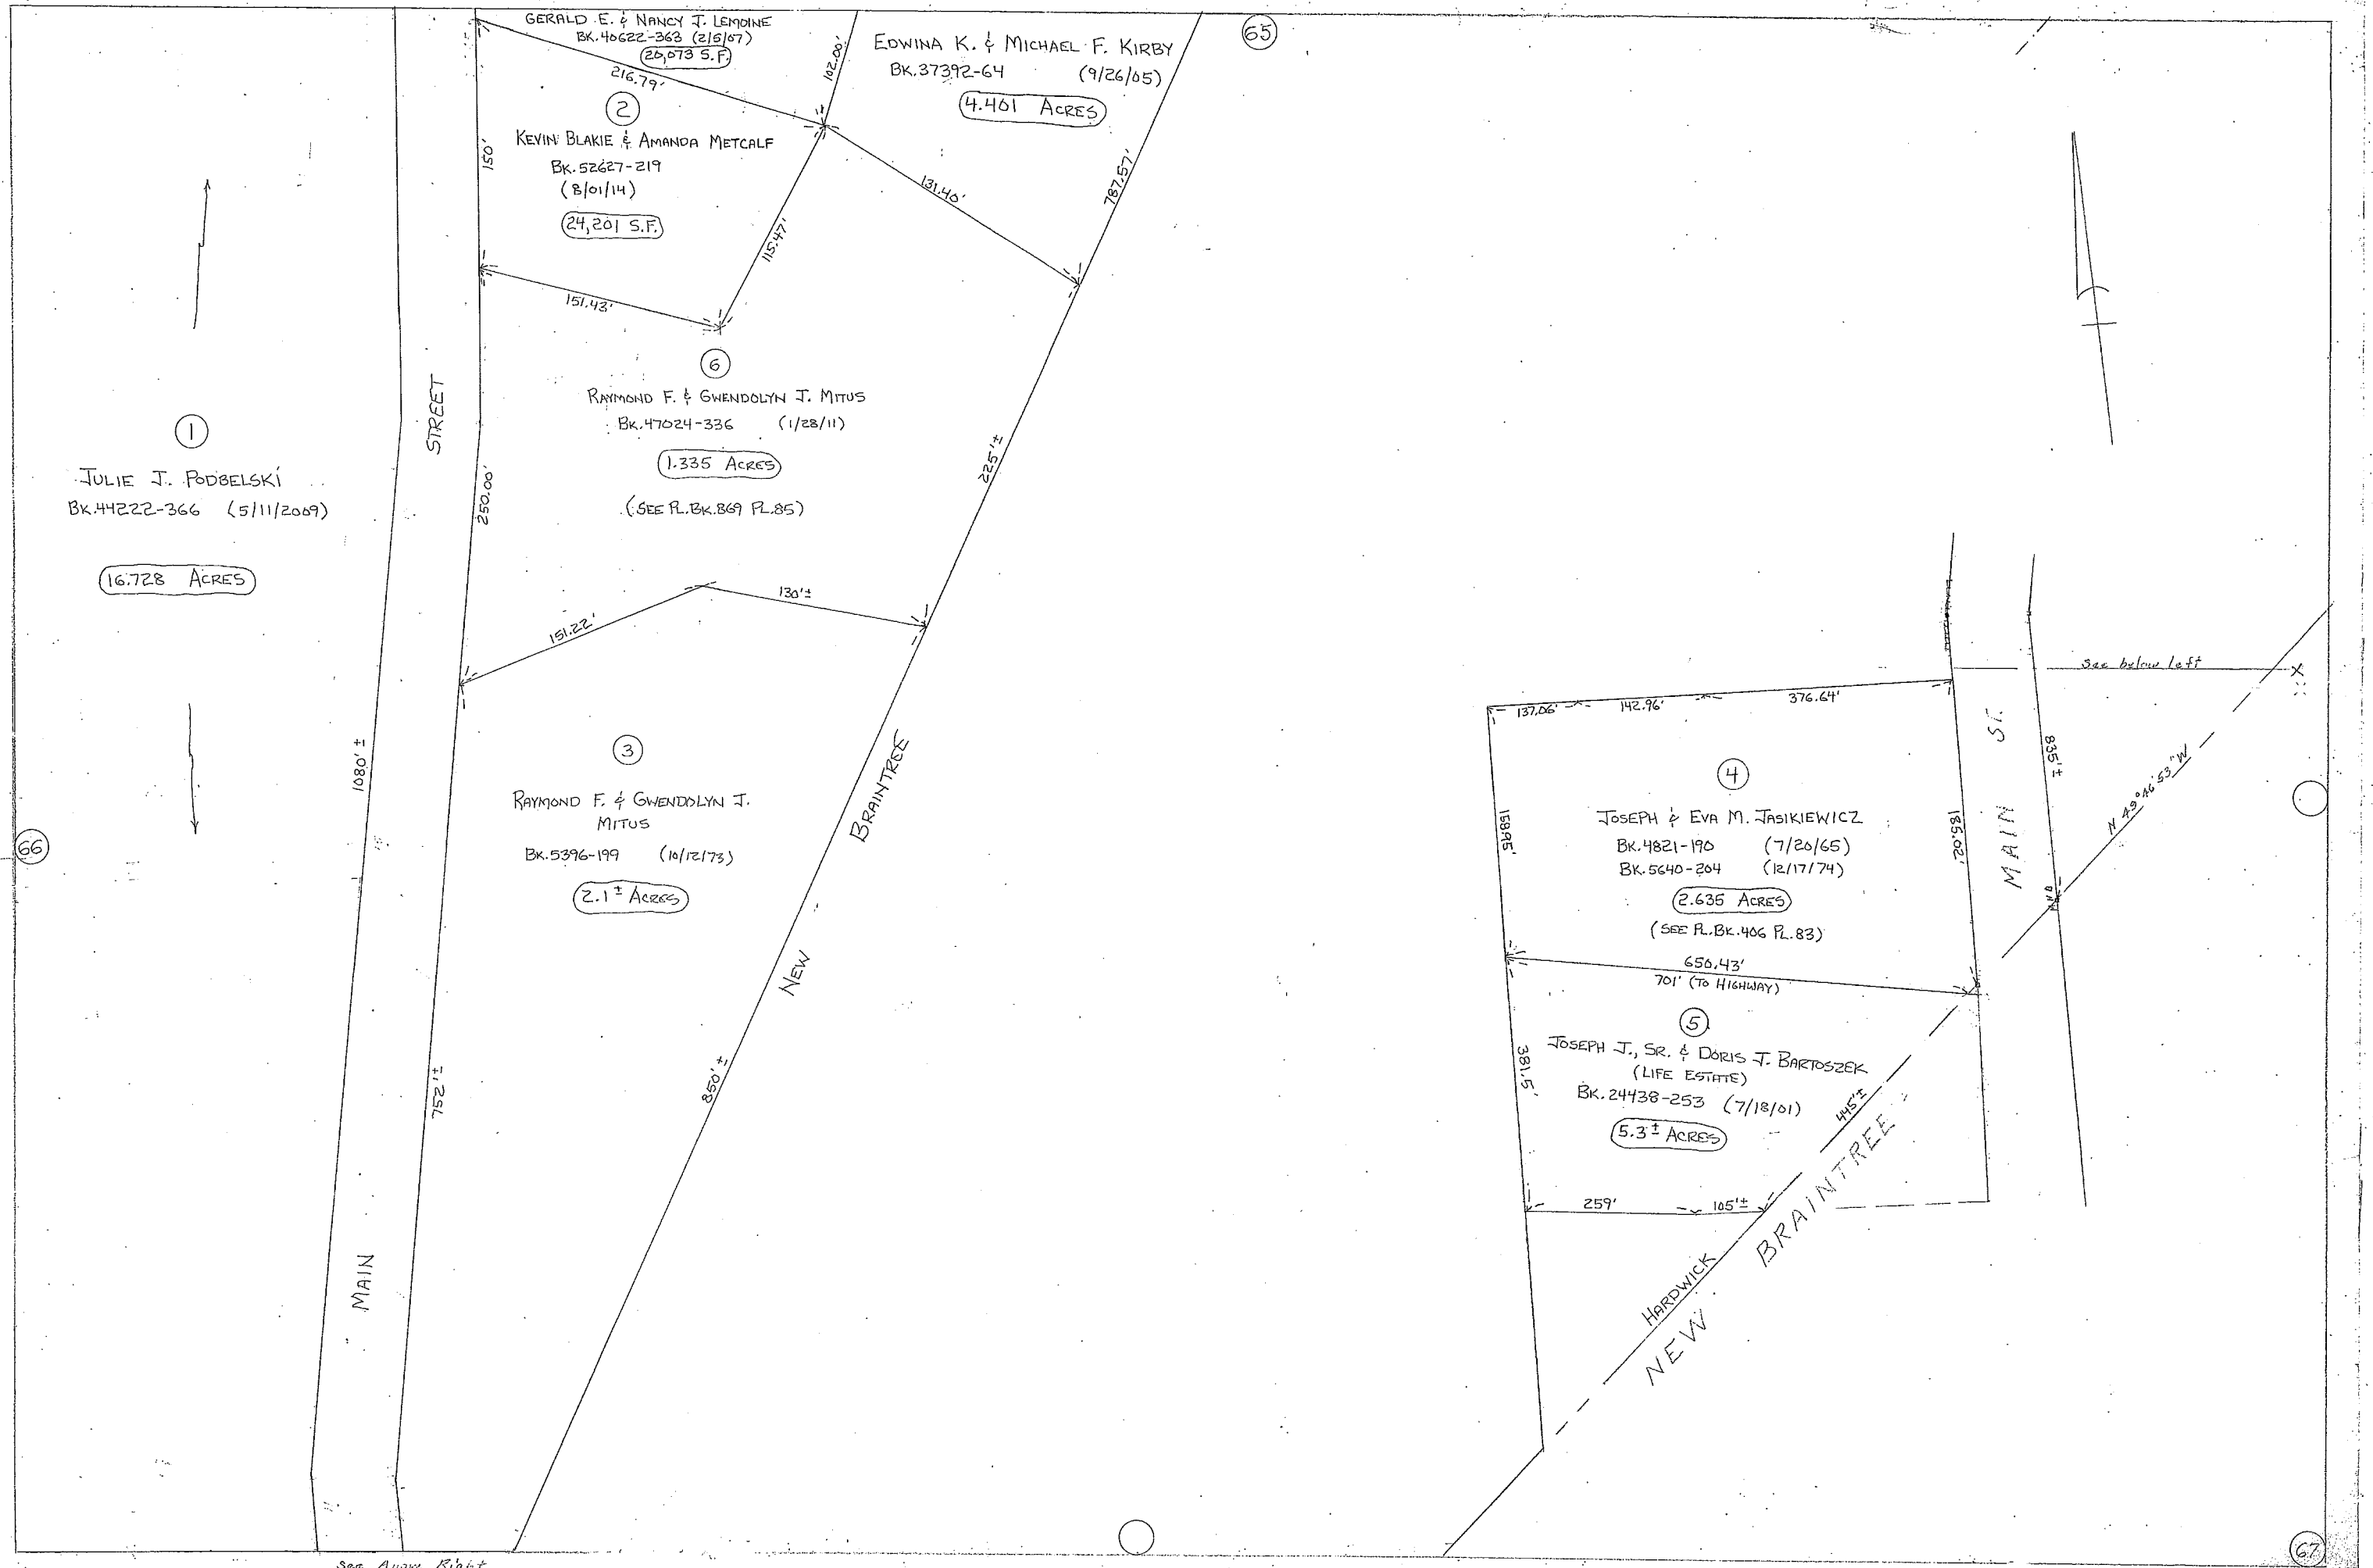 GERALD E. & NANCY J. LEMOINE
BK.40622-363 (2/5/07)
20,073 S.F.
216.79'
102.00'
EDWINA K. & MICHAEL F. KIRBY
BK.37392-64 (9/26/05)
4.401 ACRES
65
2
KEVIN BLAKIE & AMANDA METCALF
BK.52627-219
(8/01/14)
24,201 S.F.
150'
131.40'
787.57'
115.47'
151.43'
6
RAYMOND F. & GWENDOLYN J. MITUS
BK.47024-336 (1/28/11)
1.335 ACRES
(SEE PL.BK.869 PL.85)
STREET
250.00'
225'±
1
JULIE J. PODBELSKI
BK.44222-366 (5/11/2009)
16.728 ACRES
151.22'
130'±
3
RAYMOND F. & GWENDOLYN J.
MITUS
BK.5396-199 (10/12/73)
2.1± ACRES
1080'±
66
BRAINTREE
NEW
850'±
752'±
MAIN
See Above Right
See below left
137.06'
142.96'
376.64'
4
JOSEPH & EVA M. JASIKIEWICZ
BK.4821-190 (7/20/65)
BK.5640-204 (12/17/74)
2.635 ACRES
(SEE PL.BK.406 PL.83)
158.95'
185.02'
MAIN ST.
835'±
N 49°46'53"W
650.43'
701' (TO HIGHWAY)
5
JOSEPH J., SR. & DORIS J. BARTOSZEK
(LIFE ESTATE)
BK.24438-253 (7/18/01)
5.3± ACRES
381.5'
445'±
259'
105'±
HARDWICK
NEW BRAINTREE
67